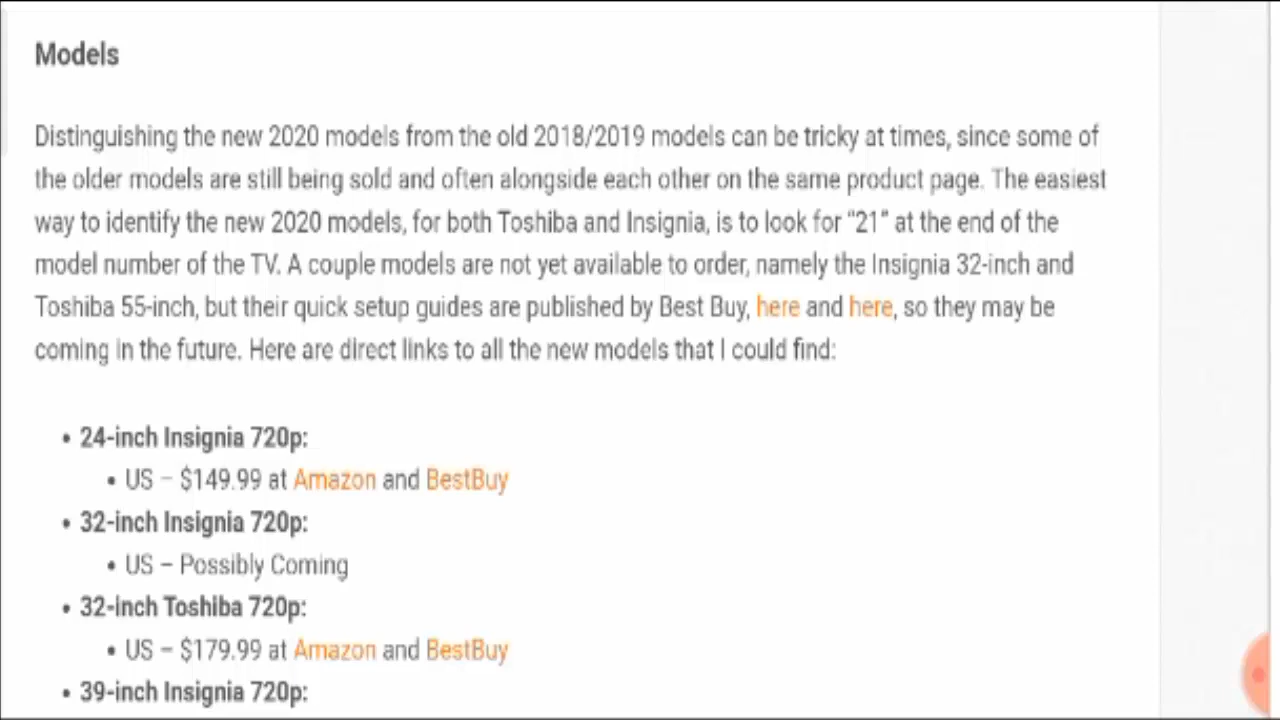 Models
Distinguishing the new 2020 models from the old 2018/2019 models can be tricky at times, since some of
the older models are still being sold and often alongside each other on the same product page. The easiest
way to identify the new 2020 models, for both Toshiba and Insignia, is to look for “21” at the end of the
model number of the TV. A couple models are not yet available to order, namely the Insignia 32-inch and
Toshiba 55-inch, but their quick setup guides are published by Best Buy, here and here, so they may be
coming in the future. Here are direct links to all the new models that I could find:
• 24-inch Insignia 720p:
• US – $149.99 at Amazon and BestBuy
• 32-inch Insignia 720p:
• US – Possibly Coming
• 32-inch Toshiba 720p:
• US – $179.99 at Amazon and BestBuy
• 39-inch Insignia 720p: